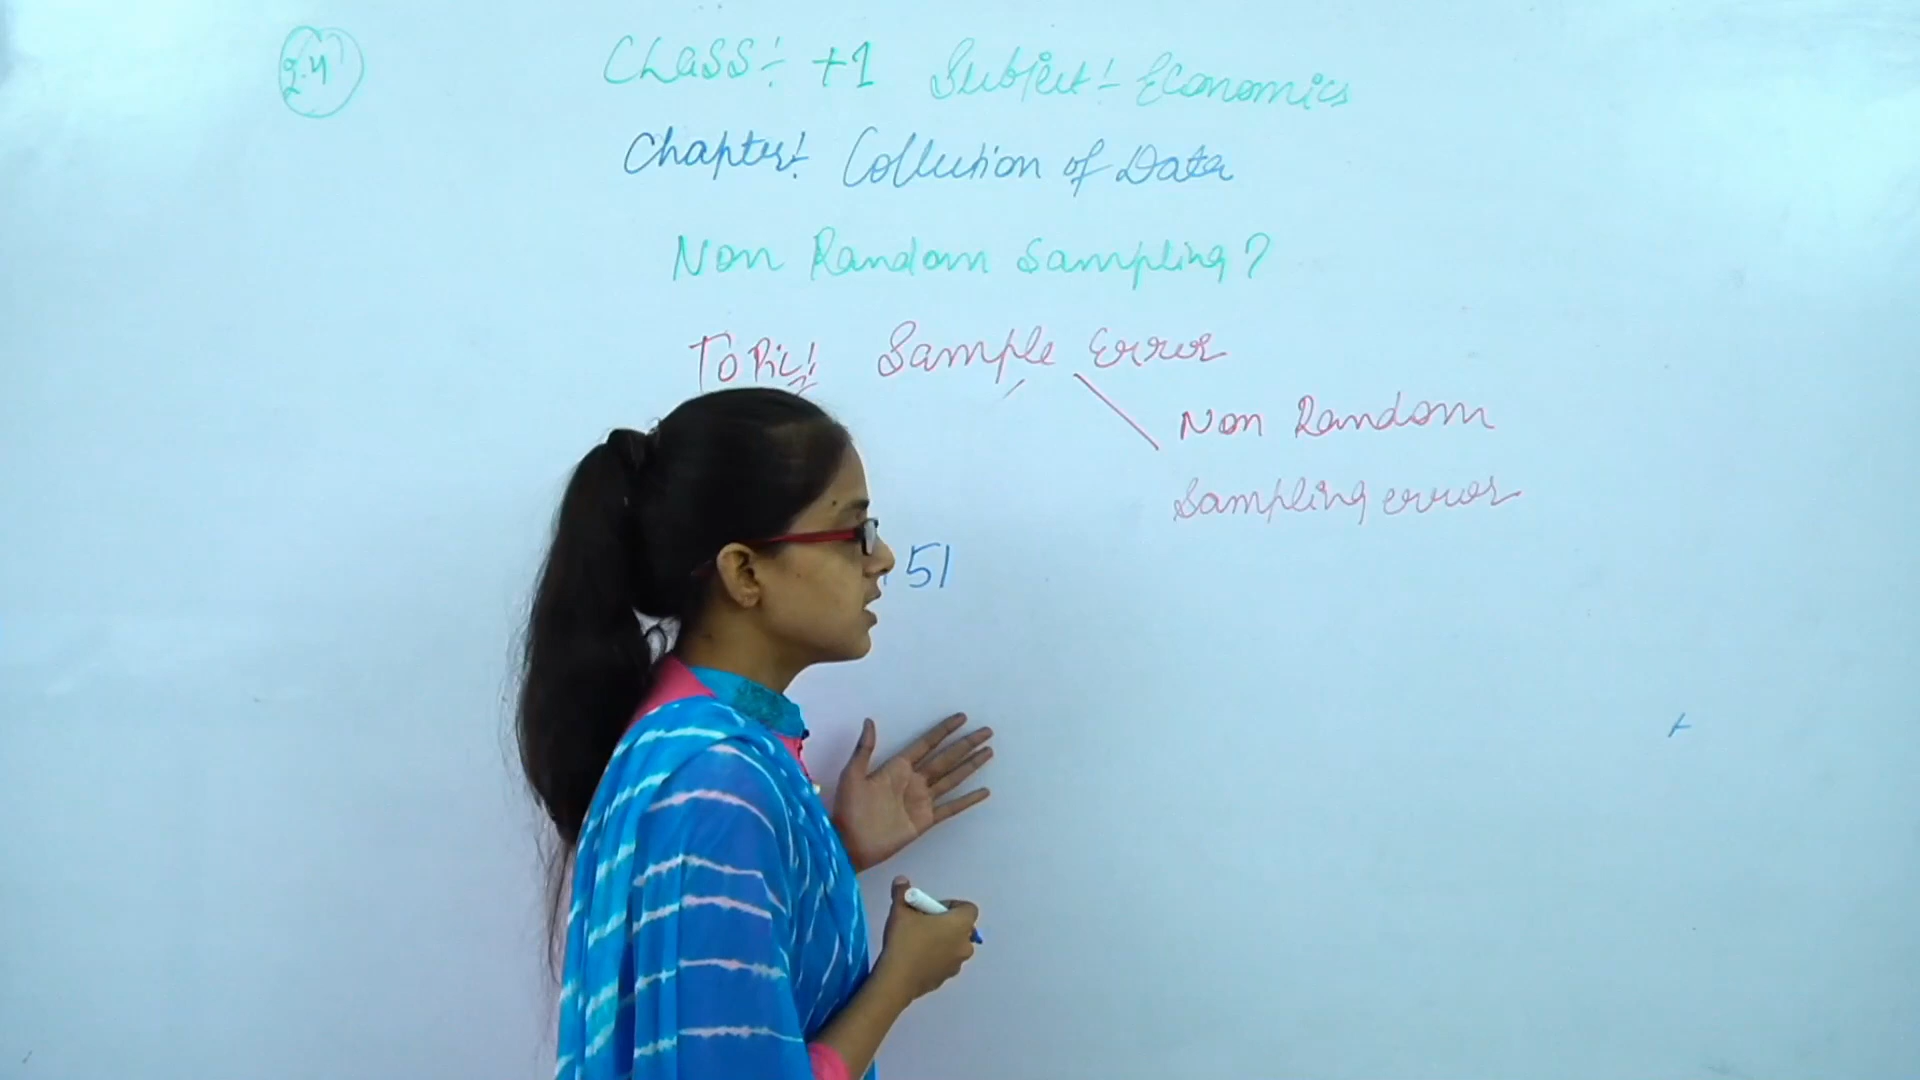 2.4
Class:- +1 Subject:- Economics
Chapter:- Collection of Data
Non Random Sampling?
Topic:- Sample Error
Non Random
Sampling error
51